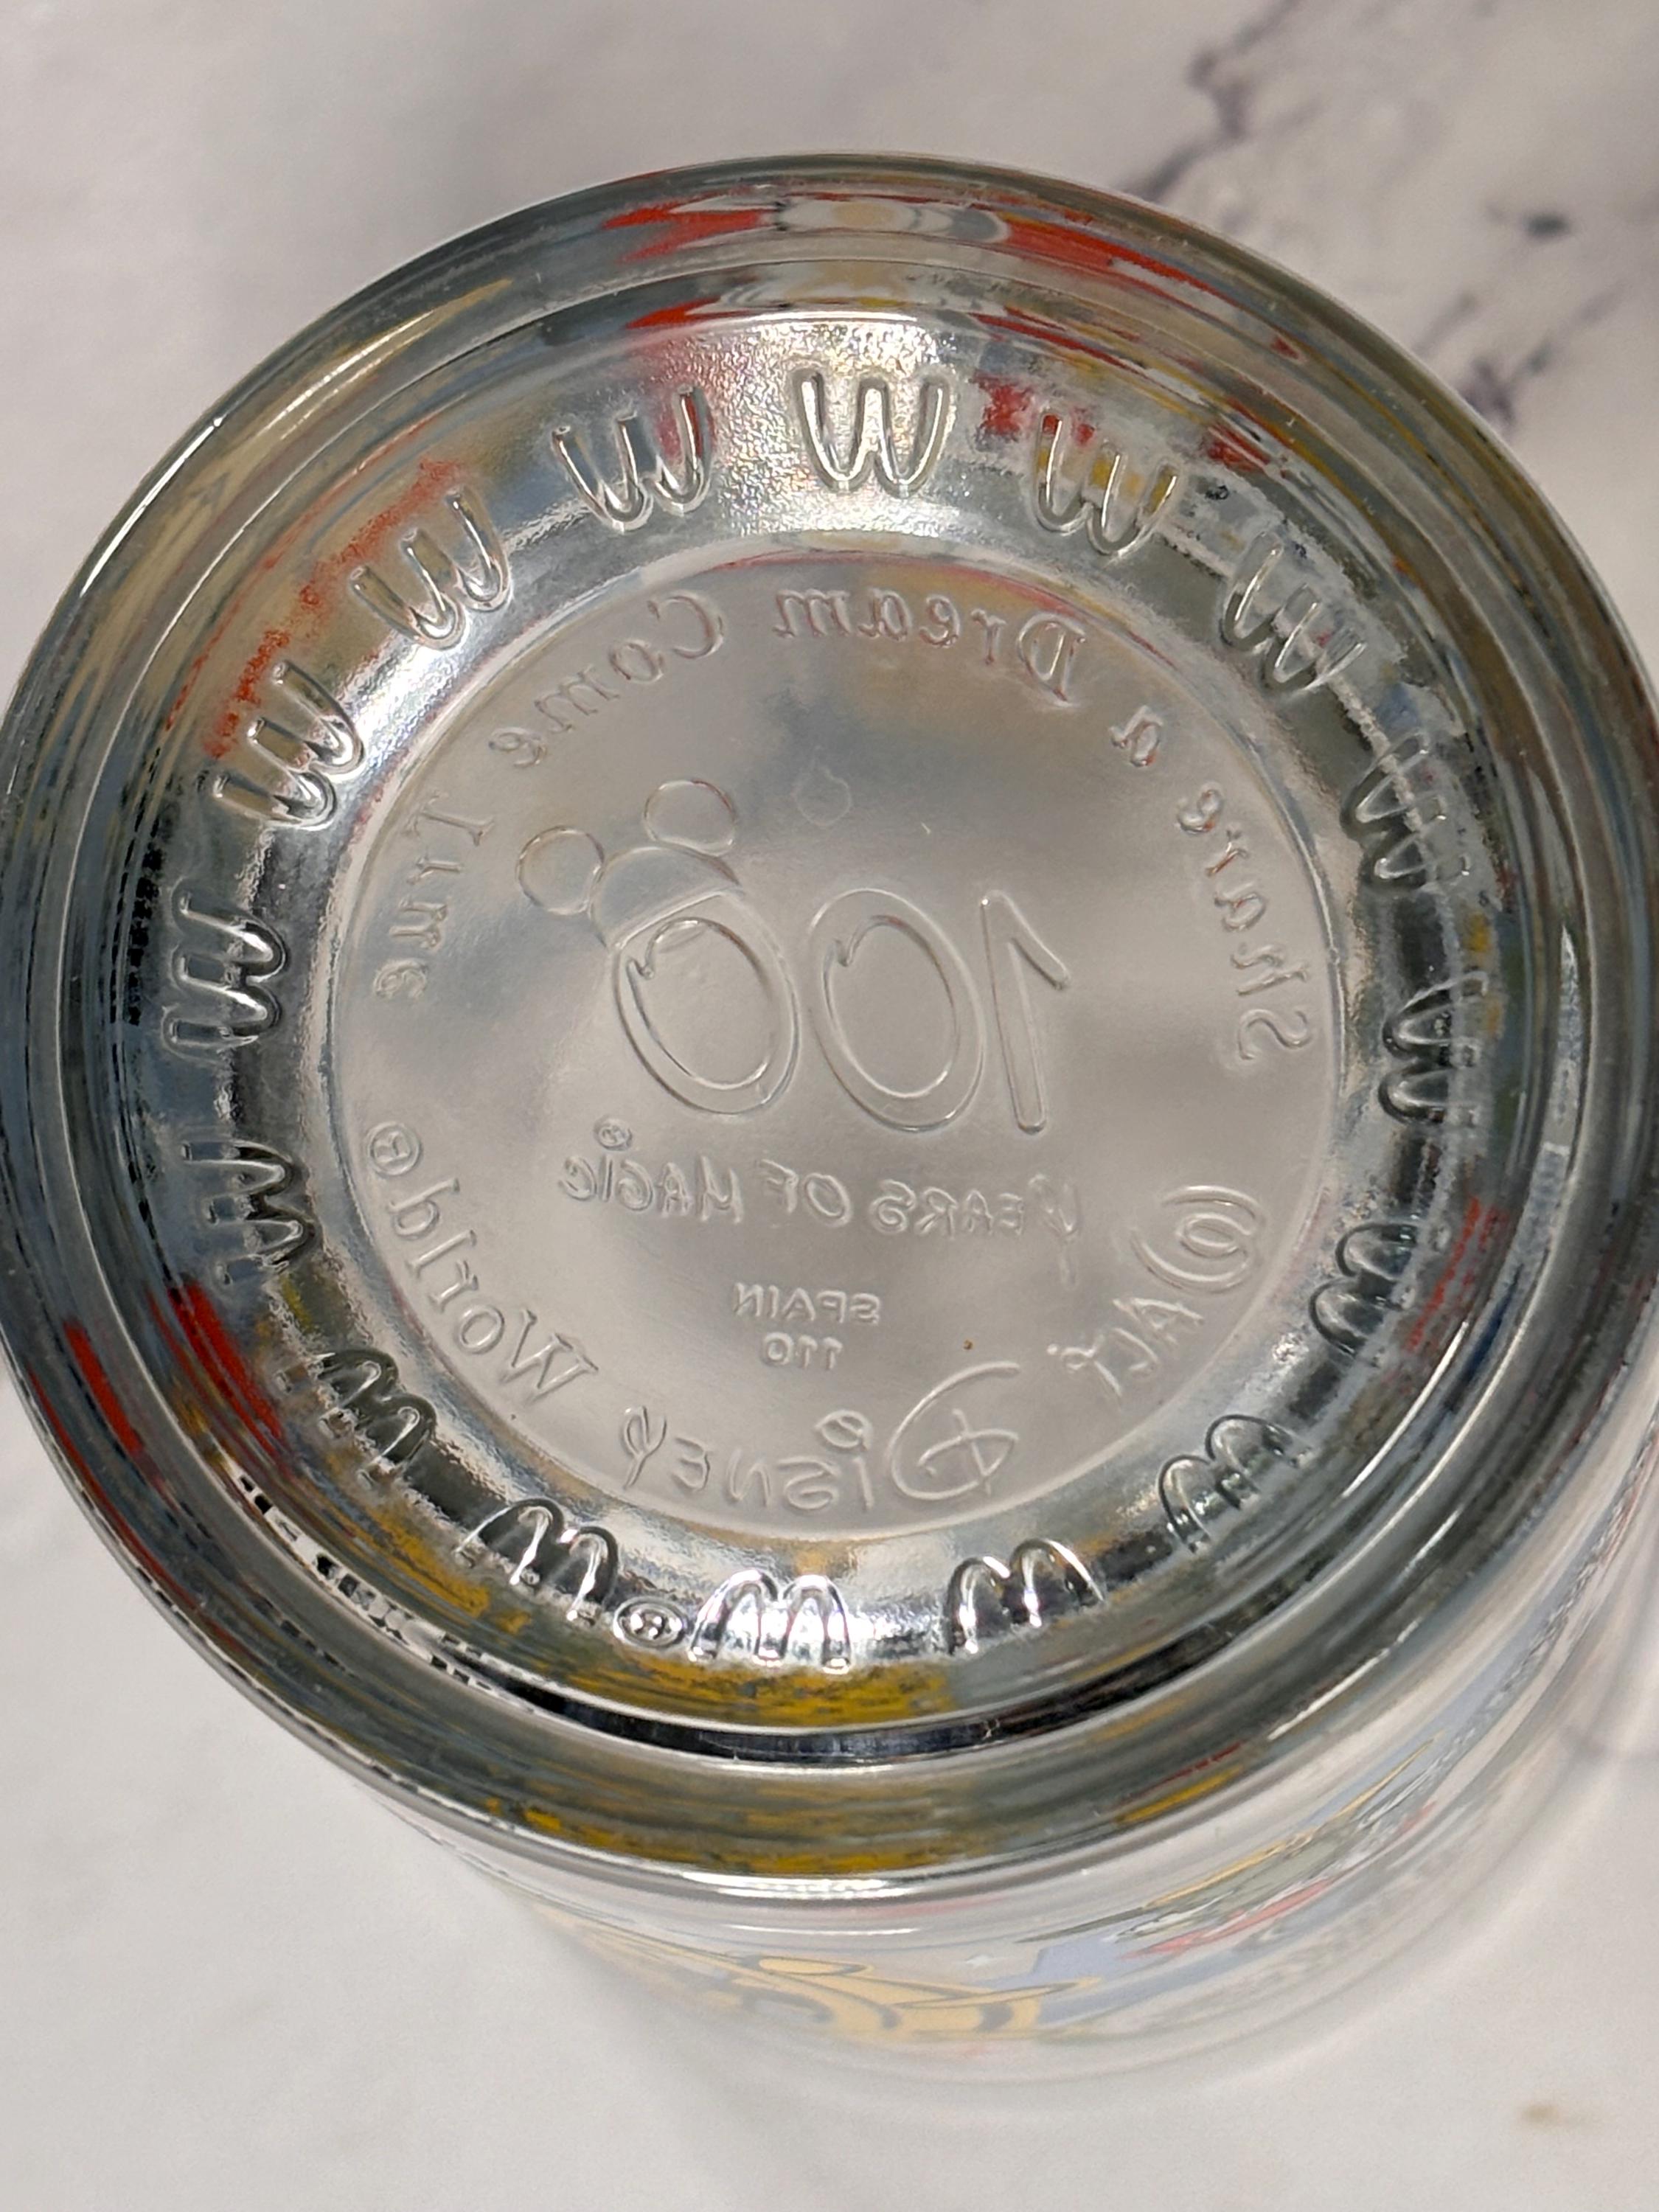 Share a Dream Come True
100
YEARS OF MAGIC®
SPAIN
110
WALT DISNEY World®
M M M M M M M M M M M M M M M M ®